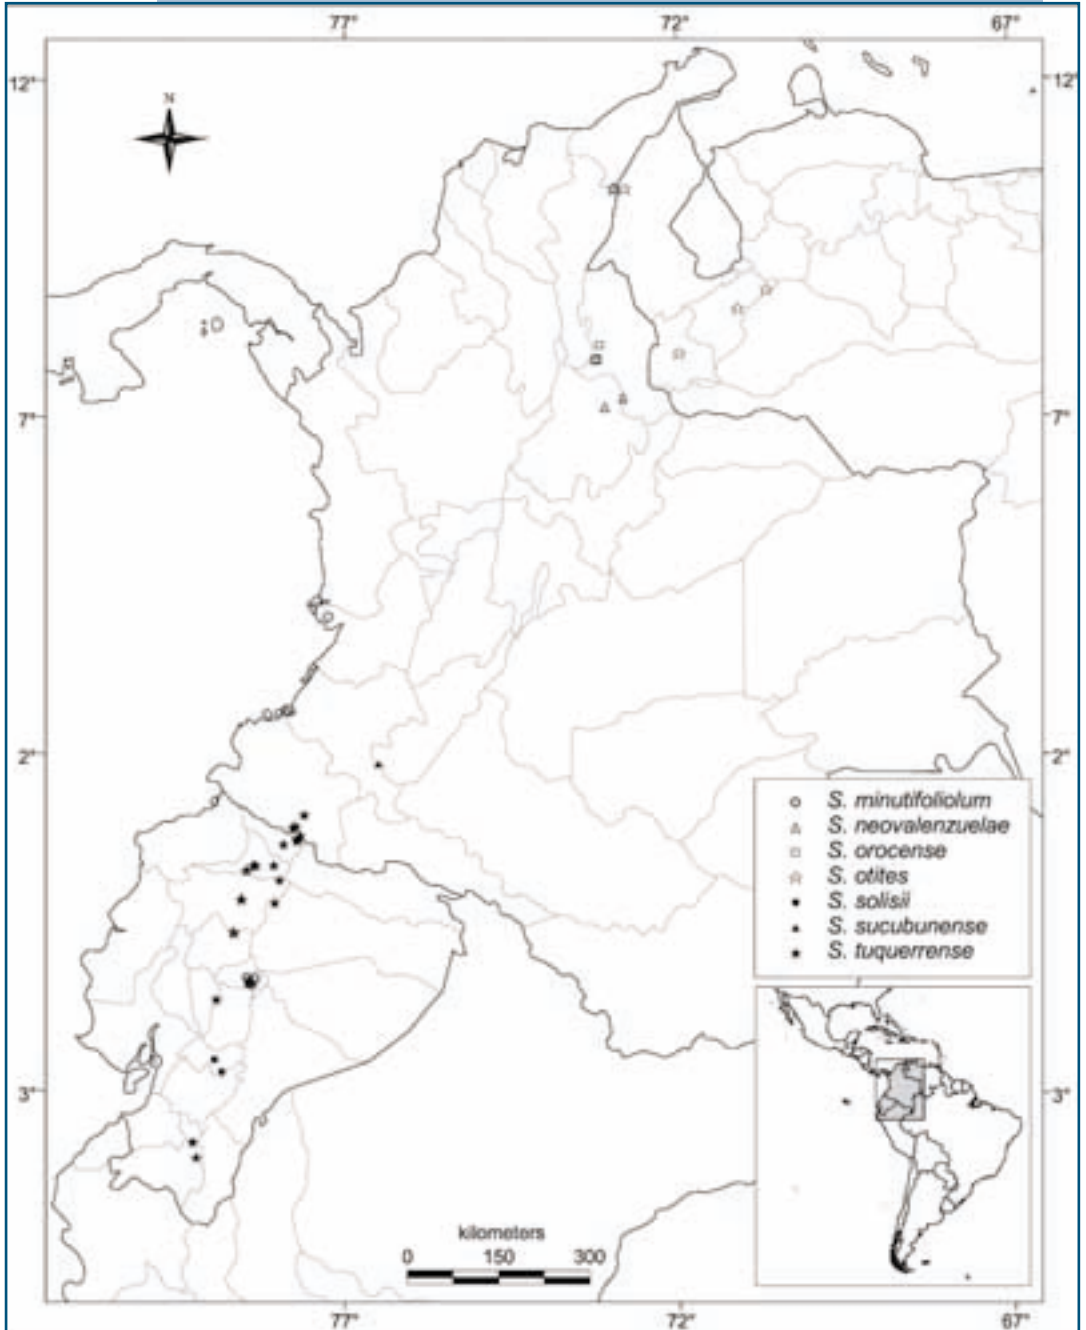 77° 72° 67°
12° 12°
N
7° 7°
2° 2°
S. minutifoliolum
S. neovalenzuelae
S. orocense
S. otites
S. solisii
S. sucubunense
S. tuquerrense
3° 3°
kilometers
0 150 300
77° 72° 67°